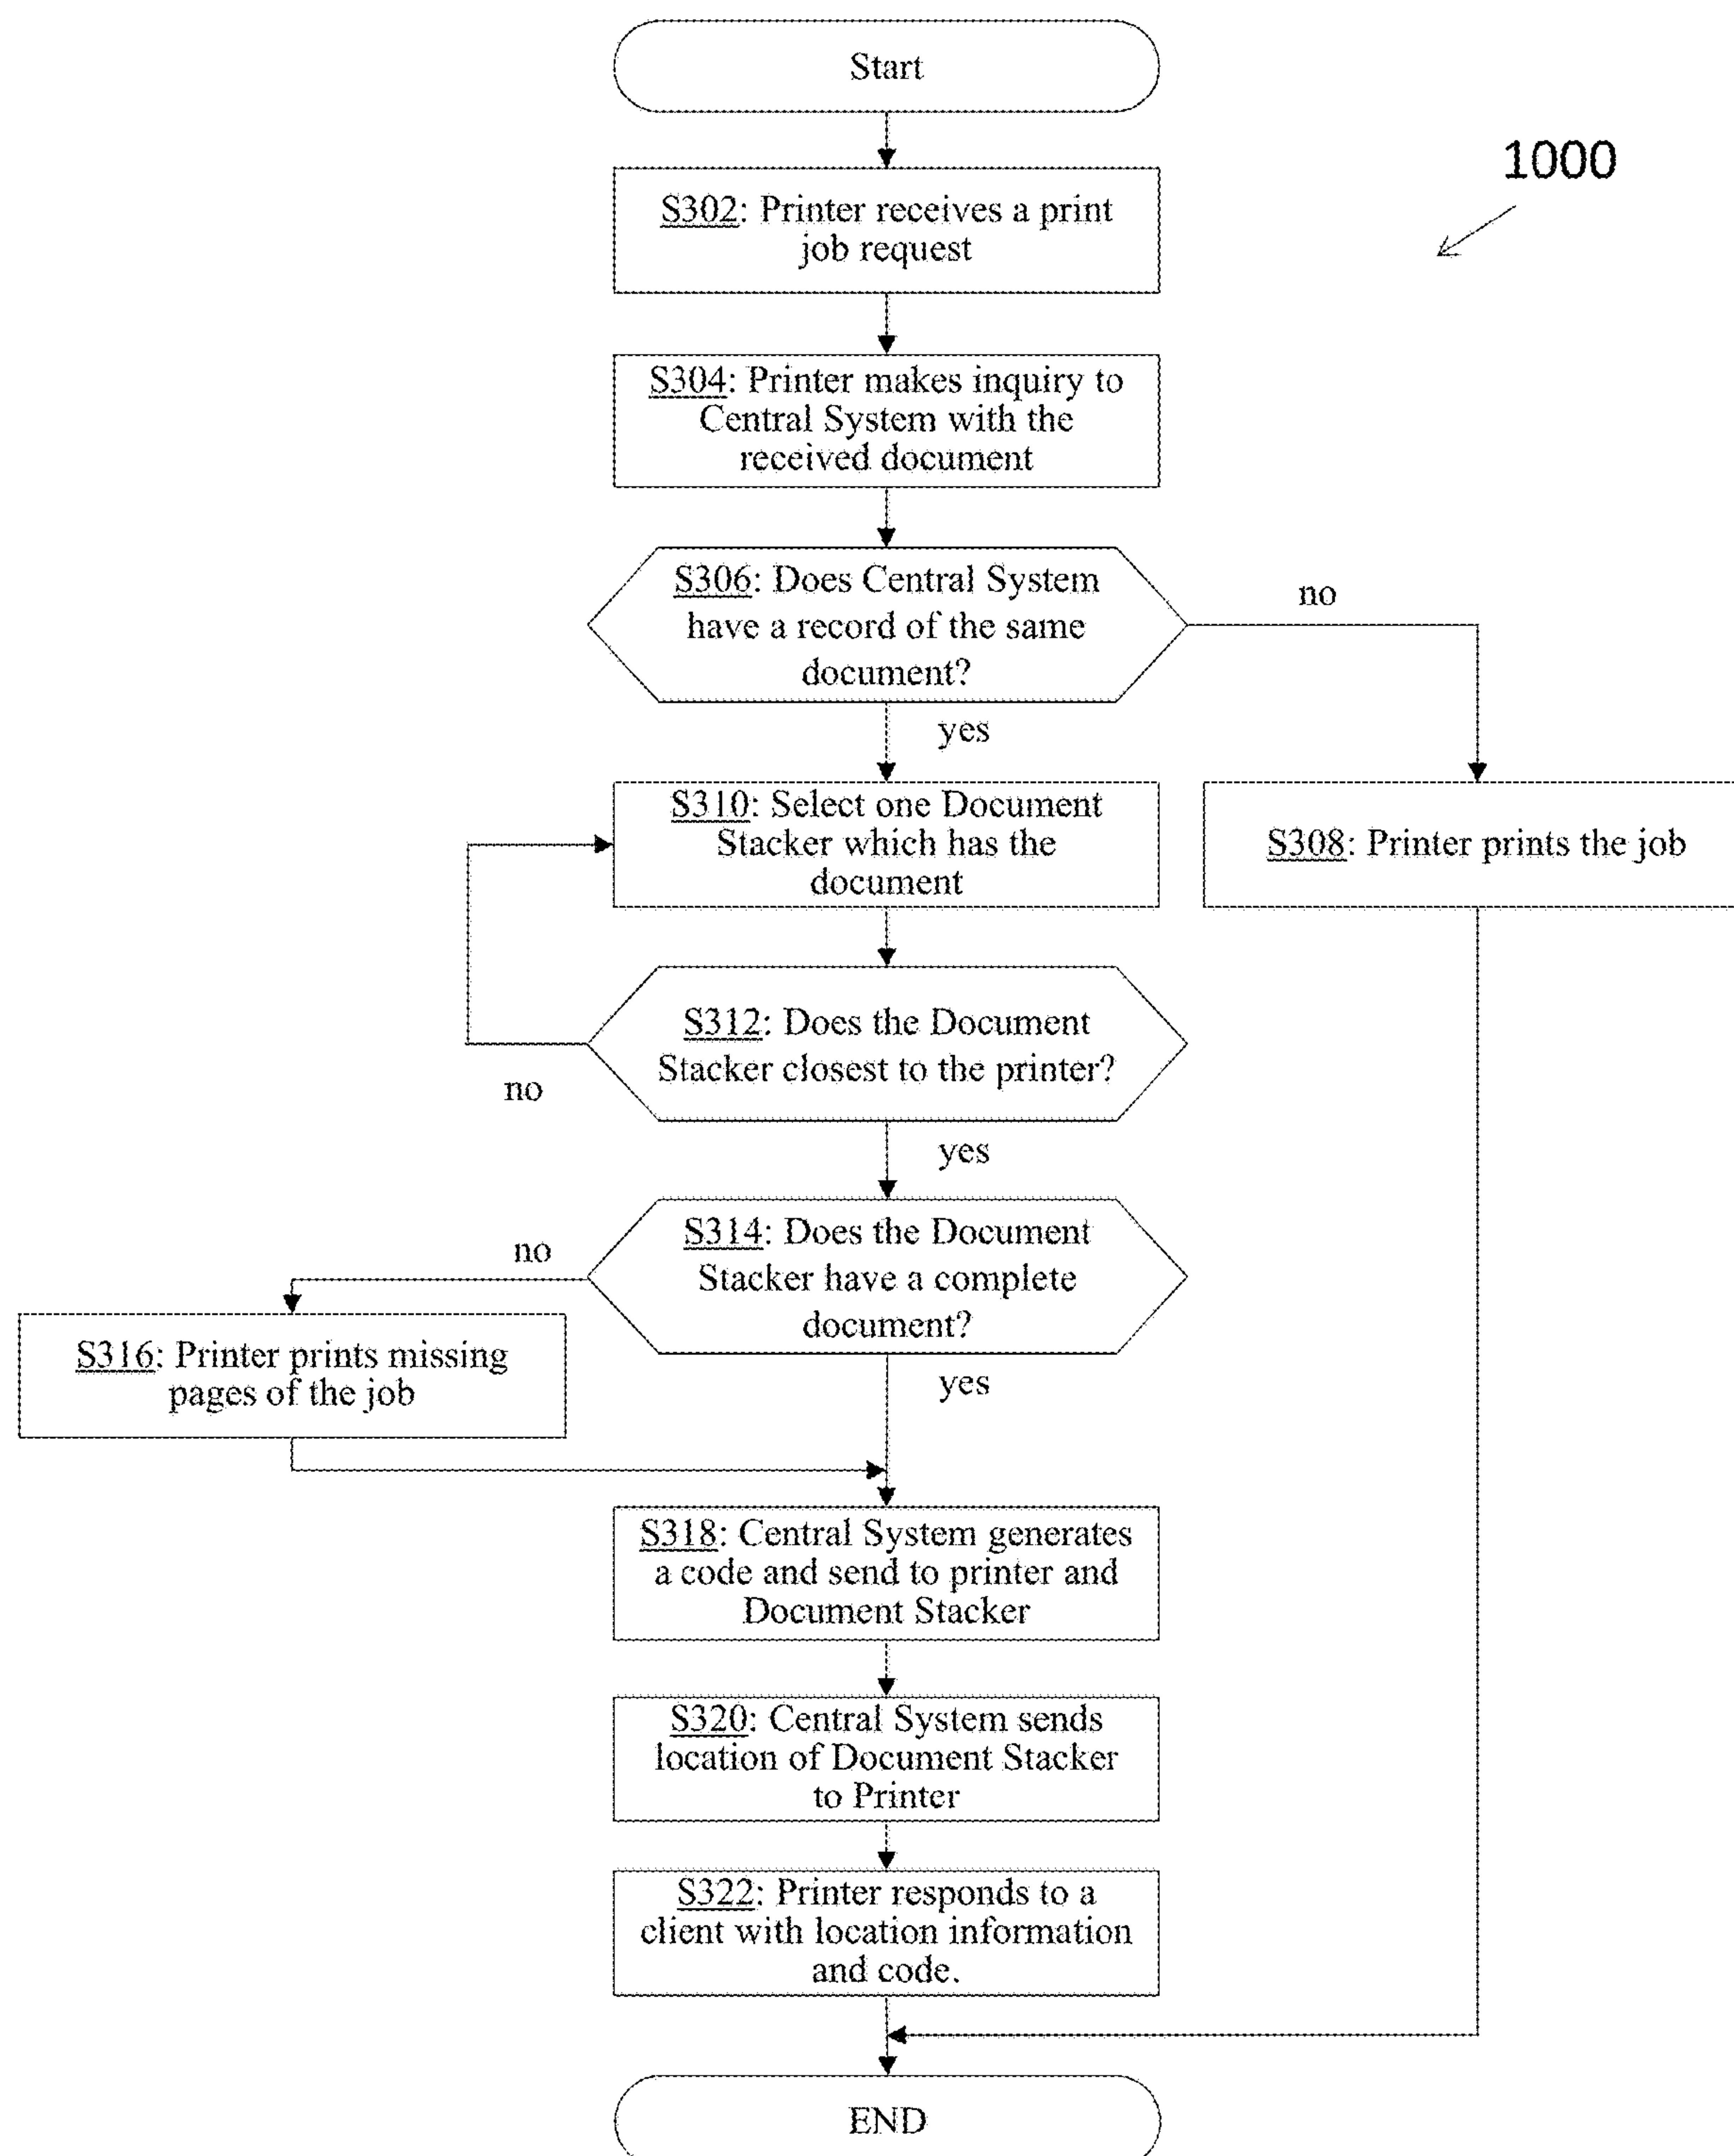 Start
1000
S302: Printer receives a print
job request
S304: Printer makes inquiry to
Central System with the
received document
S306: Does Central System
have a record of the same
document?
no
yes
S310: Select one Document
Stacker which has the
document
S308: Printer prints the job
S312: Does the Document
Stacker closest to the printer?
no
yes
S314: Does the Document
Stacker have a complete
document?
no
S316: Printer prints missing
pages of the job
yes
S318: Central System generates
a code and send to printer and
Document Stacker
S320: Central System sends
location of Document Stacker
to Printer
S322: Printer responds to a
client with location information
and code.
END